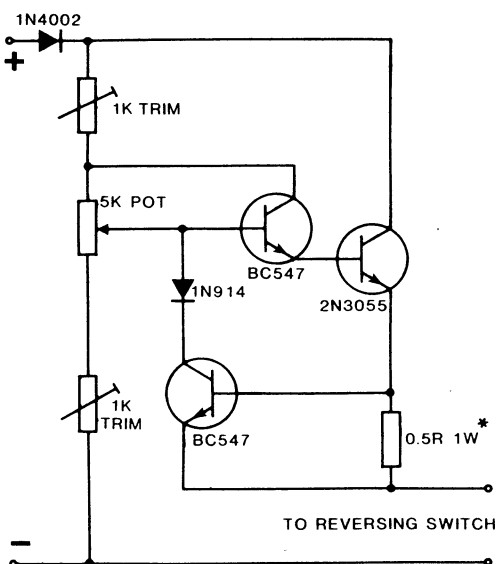 1N4002
+
1K TRIM
5K POT
BC547
2N3055
1N914
1K
TRIM
BC547
0.5R 1W*
TO REVERSING SWITCH
−